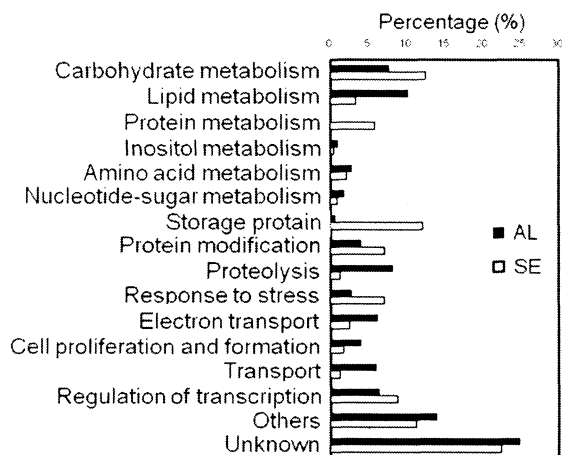 Percentage (%)
0 5 10 15 20 25 30
Carbohydrate metabolism
Lipid metabolism
Protein metabolism
Inositol metabolism
Amino acid metabolism
Nucleotide-sugar metabolism
Storage protain
Protein modification
Proteolysis
Response to stress
Electron transport
Cell proliferation and formation
Transport
Regulation of transcription
Others
Unknown
AL
SE